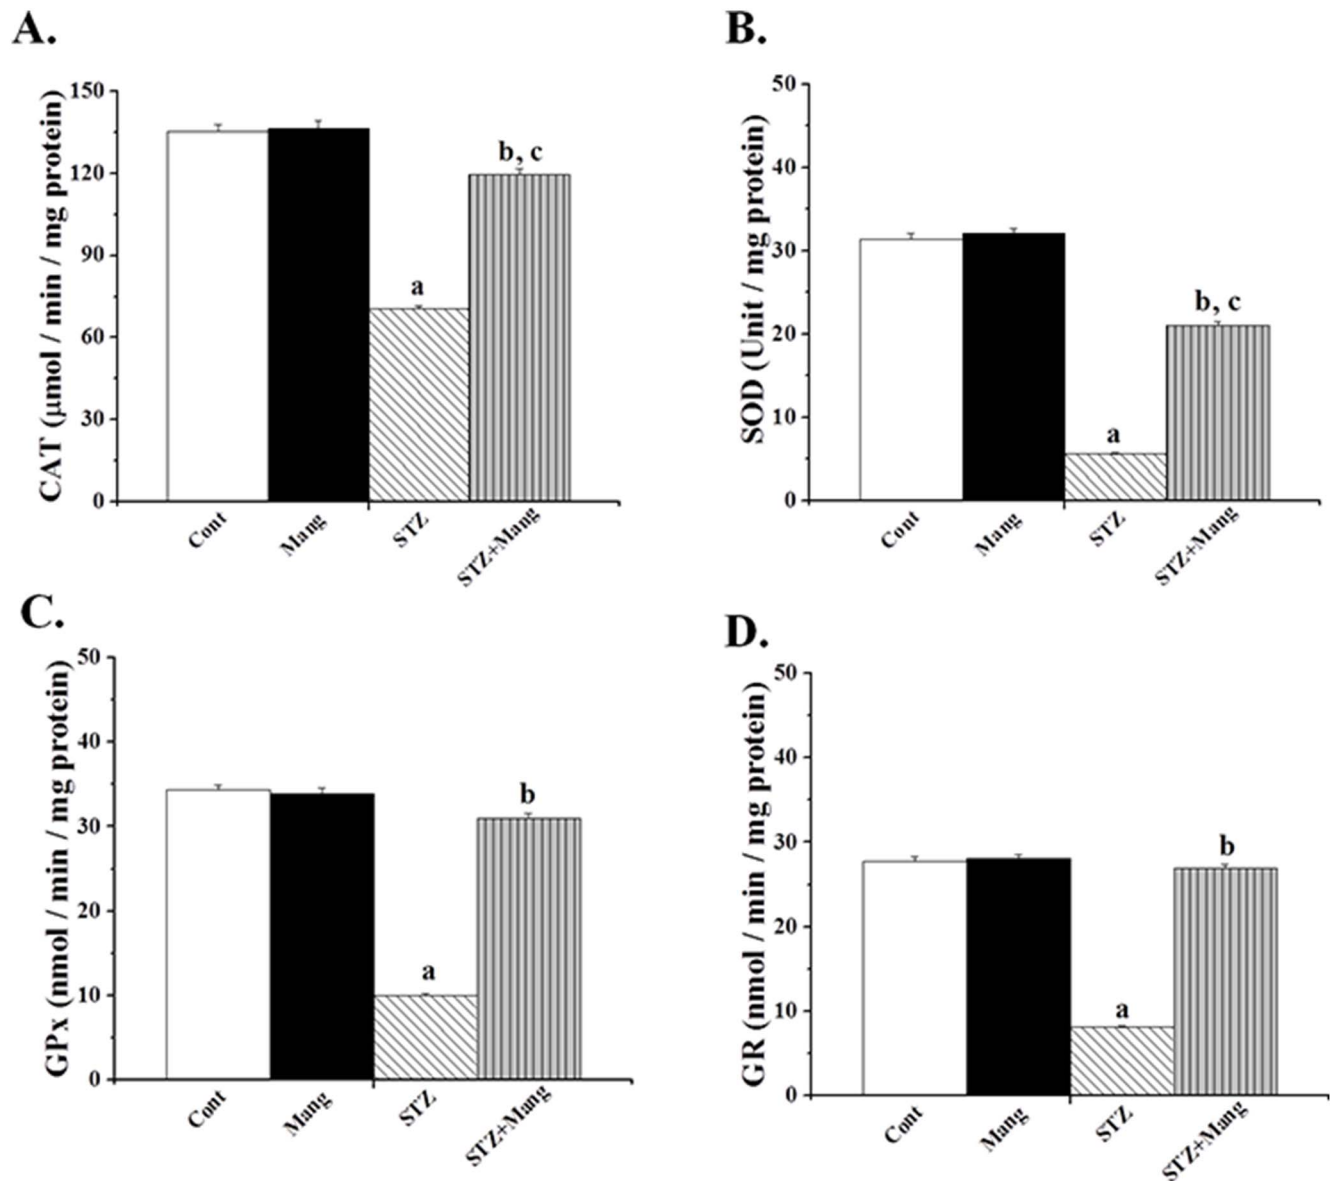 A.
CAT (μmol / min / mg protein)
150
120
90
60
30
0
a
b, c
Cont
Mang
STZ
STZ+Mang
B.
SOD (Unit / mg protein)
50
40
30
20
10
0
a
b, c
Cont
Mang
STZ
STZ+Mang
C.
GPx (nmol / min / mg protein)
50
40
30
20
10
0
a
b
Cont
Mang
STZ
STZ+Mang
D.
GR (nmol / min / mg protein)
50
40
30
20
10
0
a
b
Cont
Mang
STZ
STZ+Mang